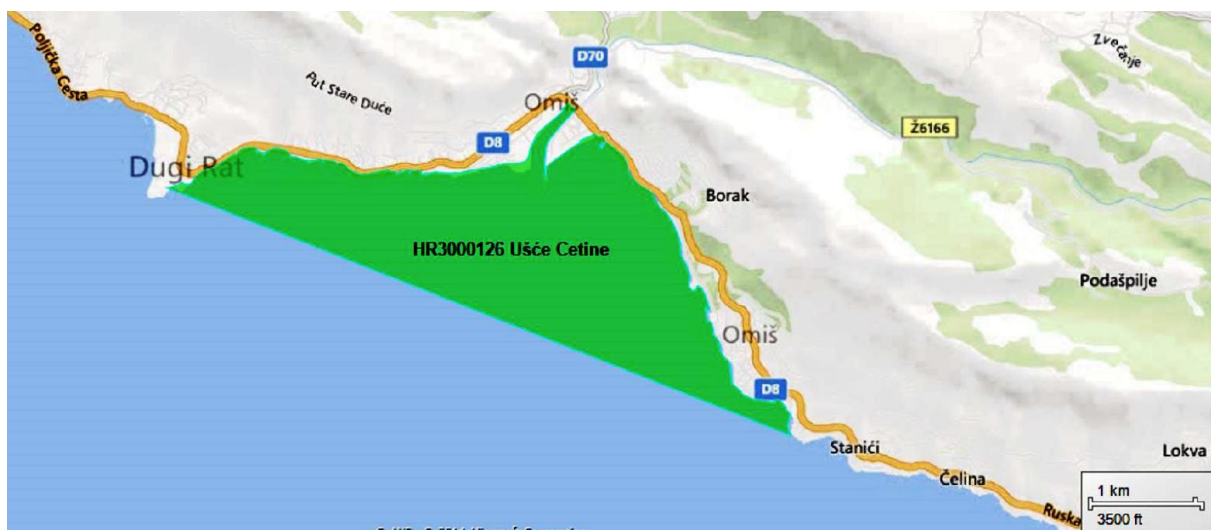 Poljička Cesta
D70
Zvečanje
Put Stare Duće
Omiš
Ž6166
D8
Dugi Rat
Borak
HR3000126 Ušće Cetine
Podašpilje
Omiš
D8
Stanići
Lokva
Čelina
1 km
Ruska
3500 ft